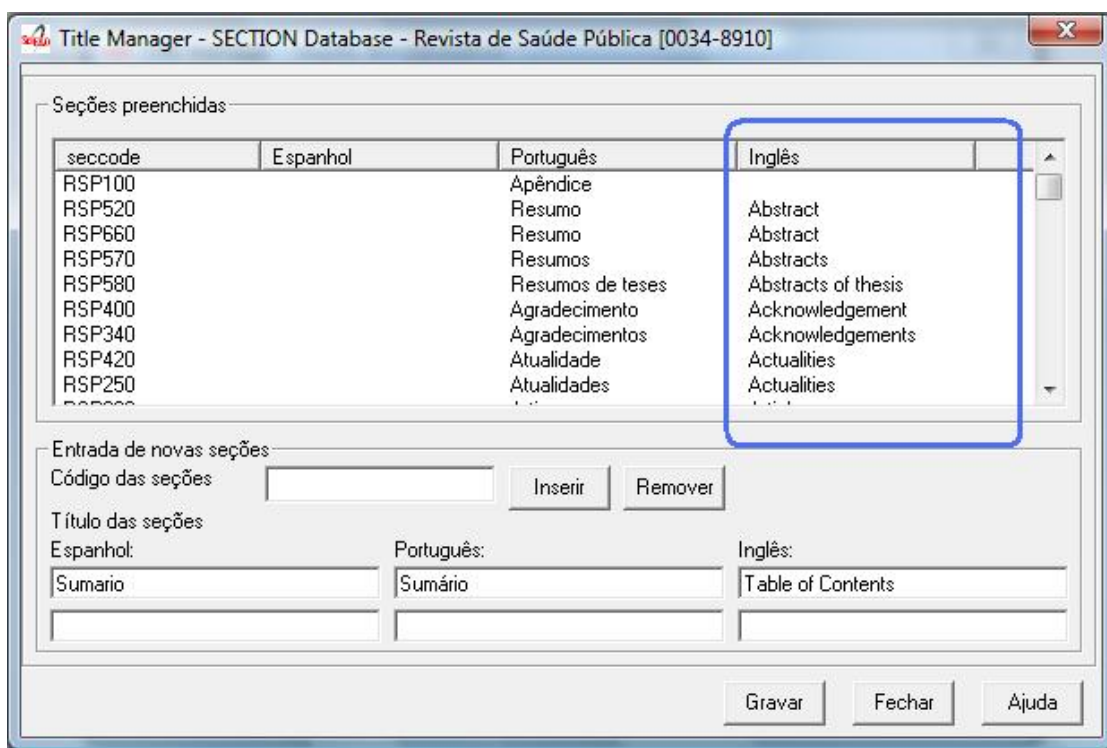 Title Manager - SECTION Database - Revista de Saúde Pública [0034-8910]
Seções preenchidas
seccode Espanhol Português Inglês
RSP100 Apêndice
RSP520 Resumo Abstract
RSP660 Resumo Abstract
RSP570 Resumos Abstracts
RSP580 Resumos de teses Abstracts of thesis
RSP400 Agradecimento Acknowledgement
RSP340 Agradecimentos Acknowledgements
RSP420 Atualidade Actualities
RSP250 Atualidades Actualities
Entrada de novas seções
Código das seções Inserir Remover
Título das seções
Espanhol: Português: Inglês:
Sumario Sumário Table of Contents
Gravar Fechar Ajuda